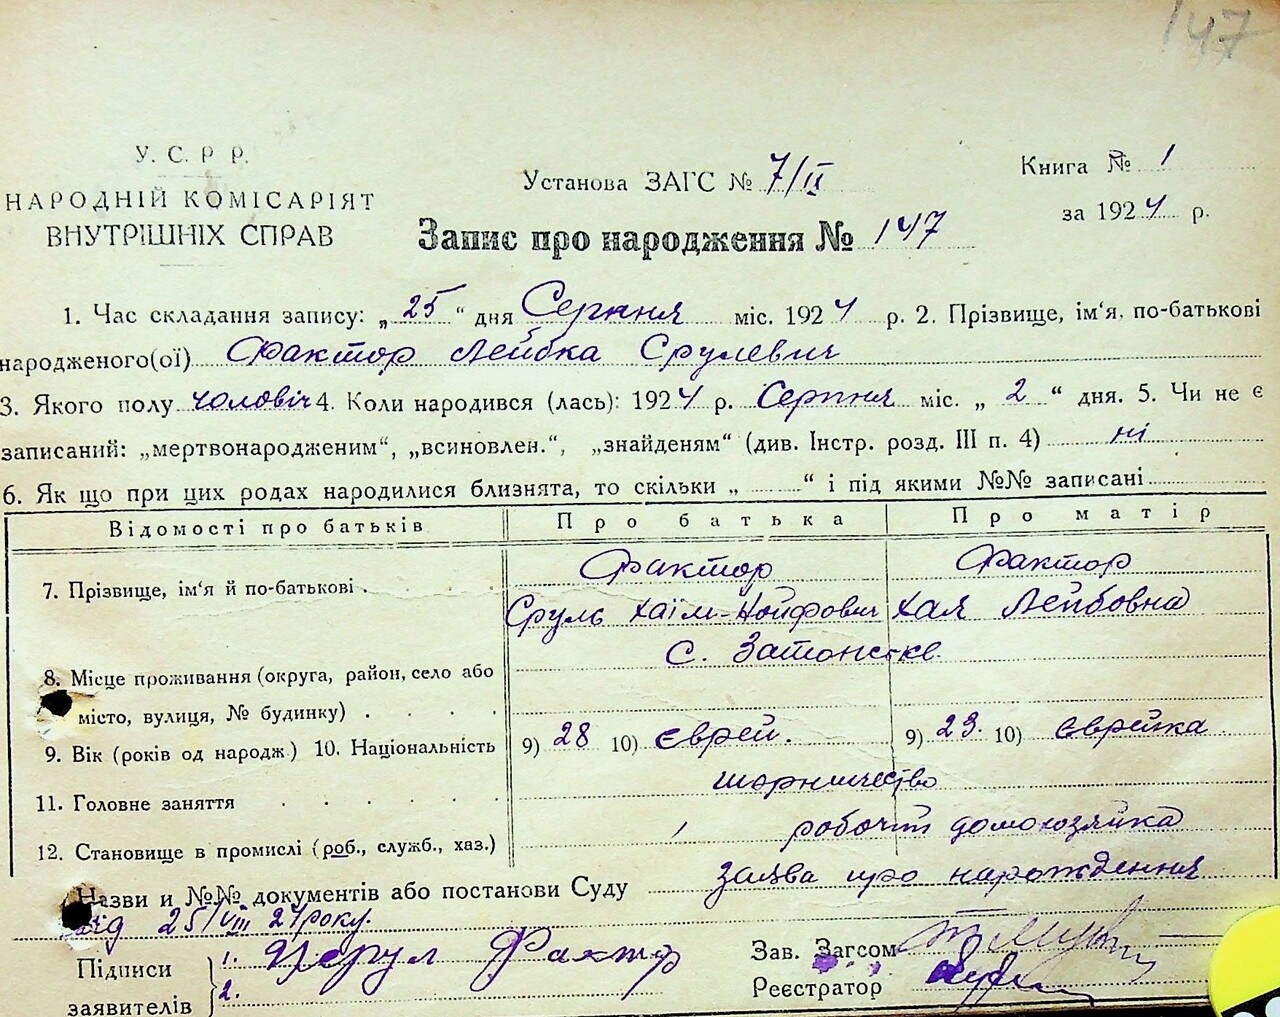 147
У. С. Р Р.
НАРОДНІЙ КОМІСАРІЯТ
ВНУТРІШНІХ СПРАВ
Установа ЗАГС № 7/ІІ
Книга № 1
за 1924 р.
Запис про народження № 147
1. Час складання запису: „25“ дня Серпня міс. 1924 р. 2. Прізвище, ім‘я, по-батькові
народженого(ої) Фактор Лейбка Срулевич
3. Якого полу чоловіч 4. Коли народився (лась): 1924 р. Серпня міс. „2“ дня. 5. Чи не є
записаний: „мертвонародженим“, „всиновлен.“, „знайденям“ (див. Інстр. розд. III п. 4) ні
6. Як що при цих родах народилися близнята, то скільки „ “ і під якими №№ записані
Відомості про батьків Про батька Про матір
7. Прізвище, ім‘я й по-батькові . Фактор Фактор
Сруль Хаїм-Нойфович Хая Лейбовна
8. Місце проживання (округа, район, село або
місто, вулиця, № будинку) . . . . с. Затонське
9. Вік (років од народж) 10. Національність 9) 28 10) єврей. 9) 23. 10) єврейка
11. Головне заняття . . . . . шорничество
12. Становище в промислі (роб., служб., хаз.) робочий домохозяйка
Назви и №№ документів або постанови Суду заява про нарождення
від 25/VIII 24 року.
Підписи
заявителів
1. Исрул Фактр
2.
Зав. Загсом
Реєстратор